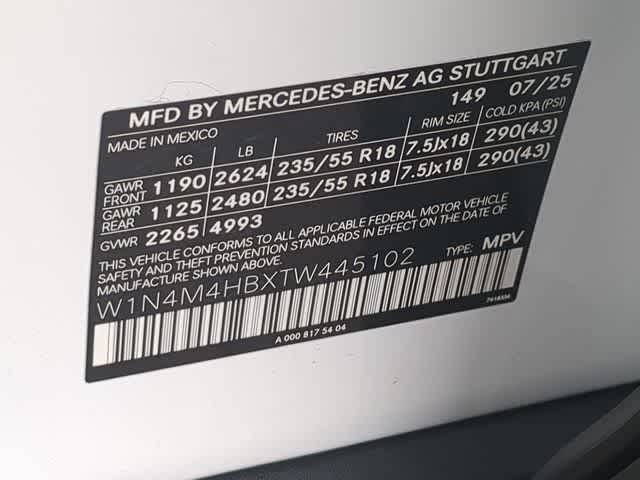 MFD BY MERCEDES-BENZ AG STUTTGART
149 07/25
MADE IN MEXICO
KG LB TIRES RIM SIZE COLD KPA(PSI)
GAWR FRONT 1190 2624 235/55 R18 7.5Jx18 290(43)
GAWR REAR 1125 2480 235/55 R18 7.5Jx18 290(43)
GVWR 2265 4993
THIS VEHICLE CONFORMS TO ALL APPLICABLE FEDERAL MOTOR VEHICLE
SAFETY AND THEFT PREVENTION STANDARDS IN EFFECT ON THE DATE OF
MANUFACTURE SHOWN ABOVE.
W1N4M4HBXTW445102 TYPE: MPV
A 000 817 54 04